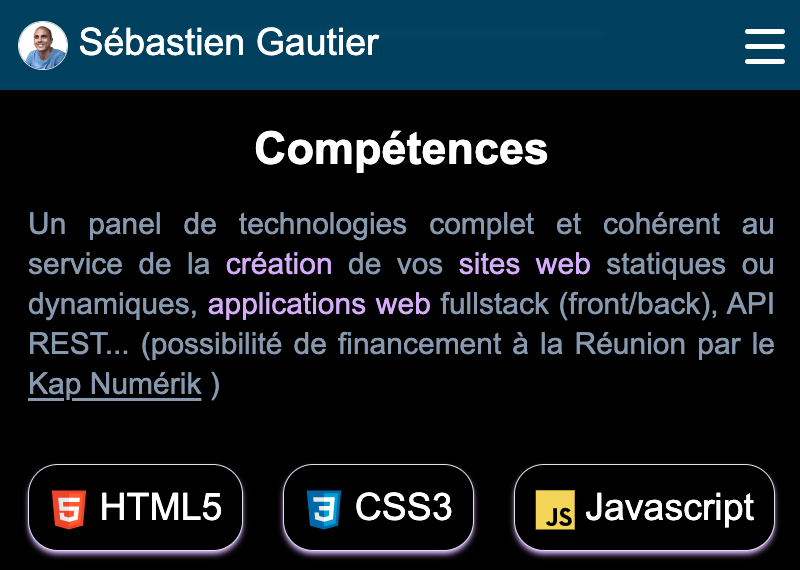 Sébastien Gautier
Compétences
Un panel de technologies complet et cohérent au
service de la création de vos sites web statiques ou
dynamiques, applications web fullstack (front/back), API
REST... (possibilité de financement à la Réunion par le
Kap Numérik )
5 HTML5 3 CSS3 JS Javascript